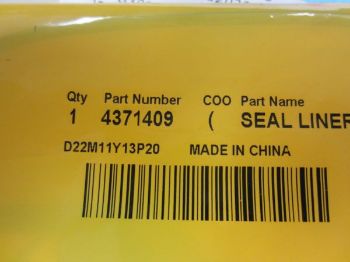 Qty Part Number COO Part Name
1 4371409 ( SEAL LINER
D22M11Y13P20 MADE IN CHINA